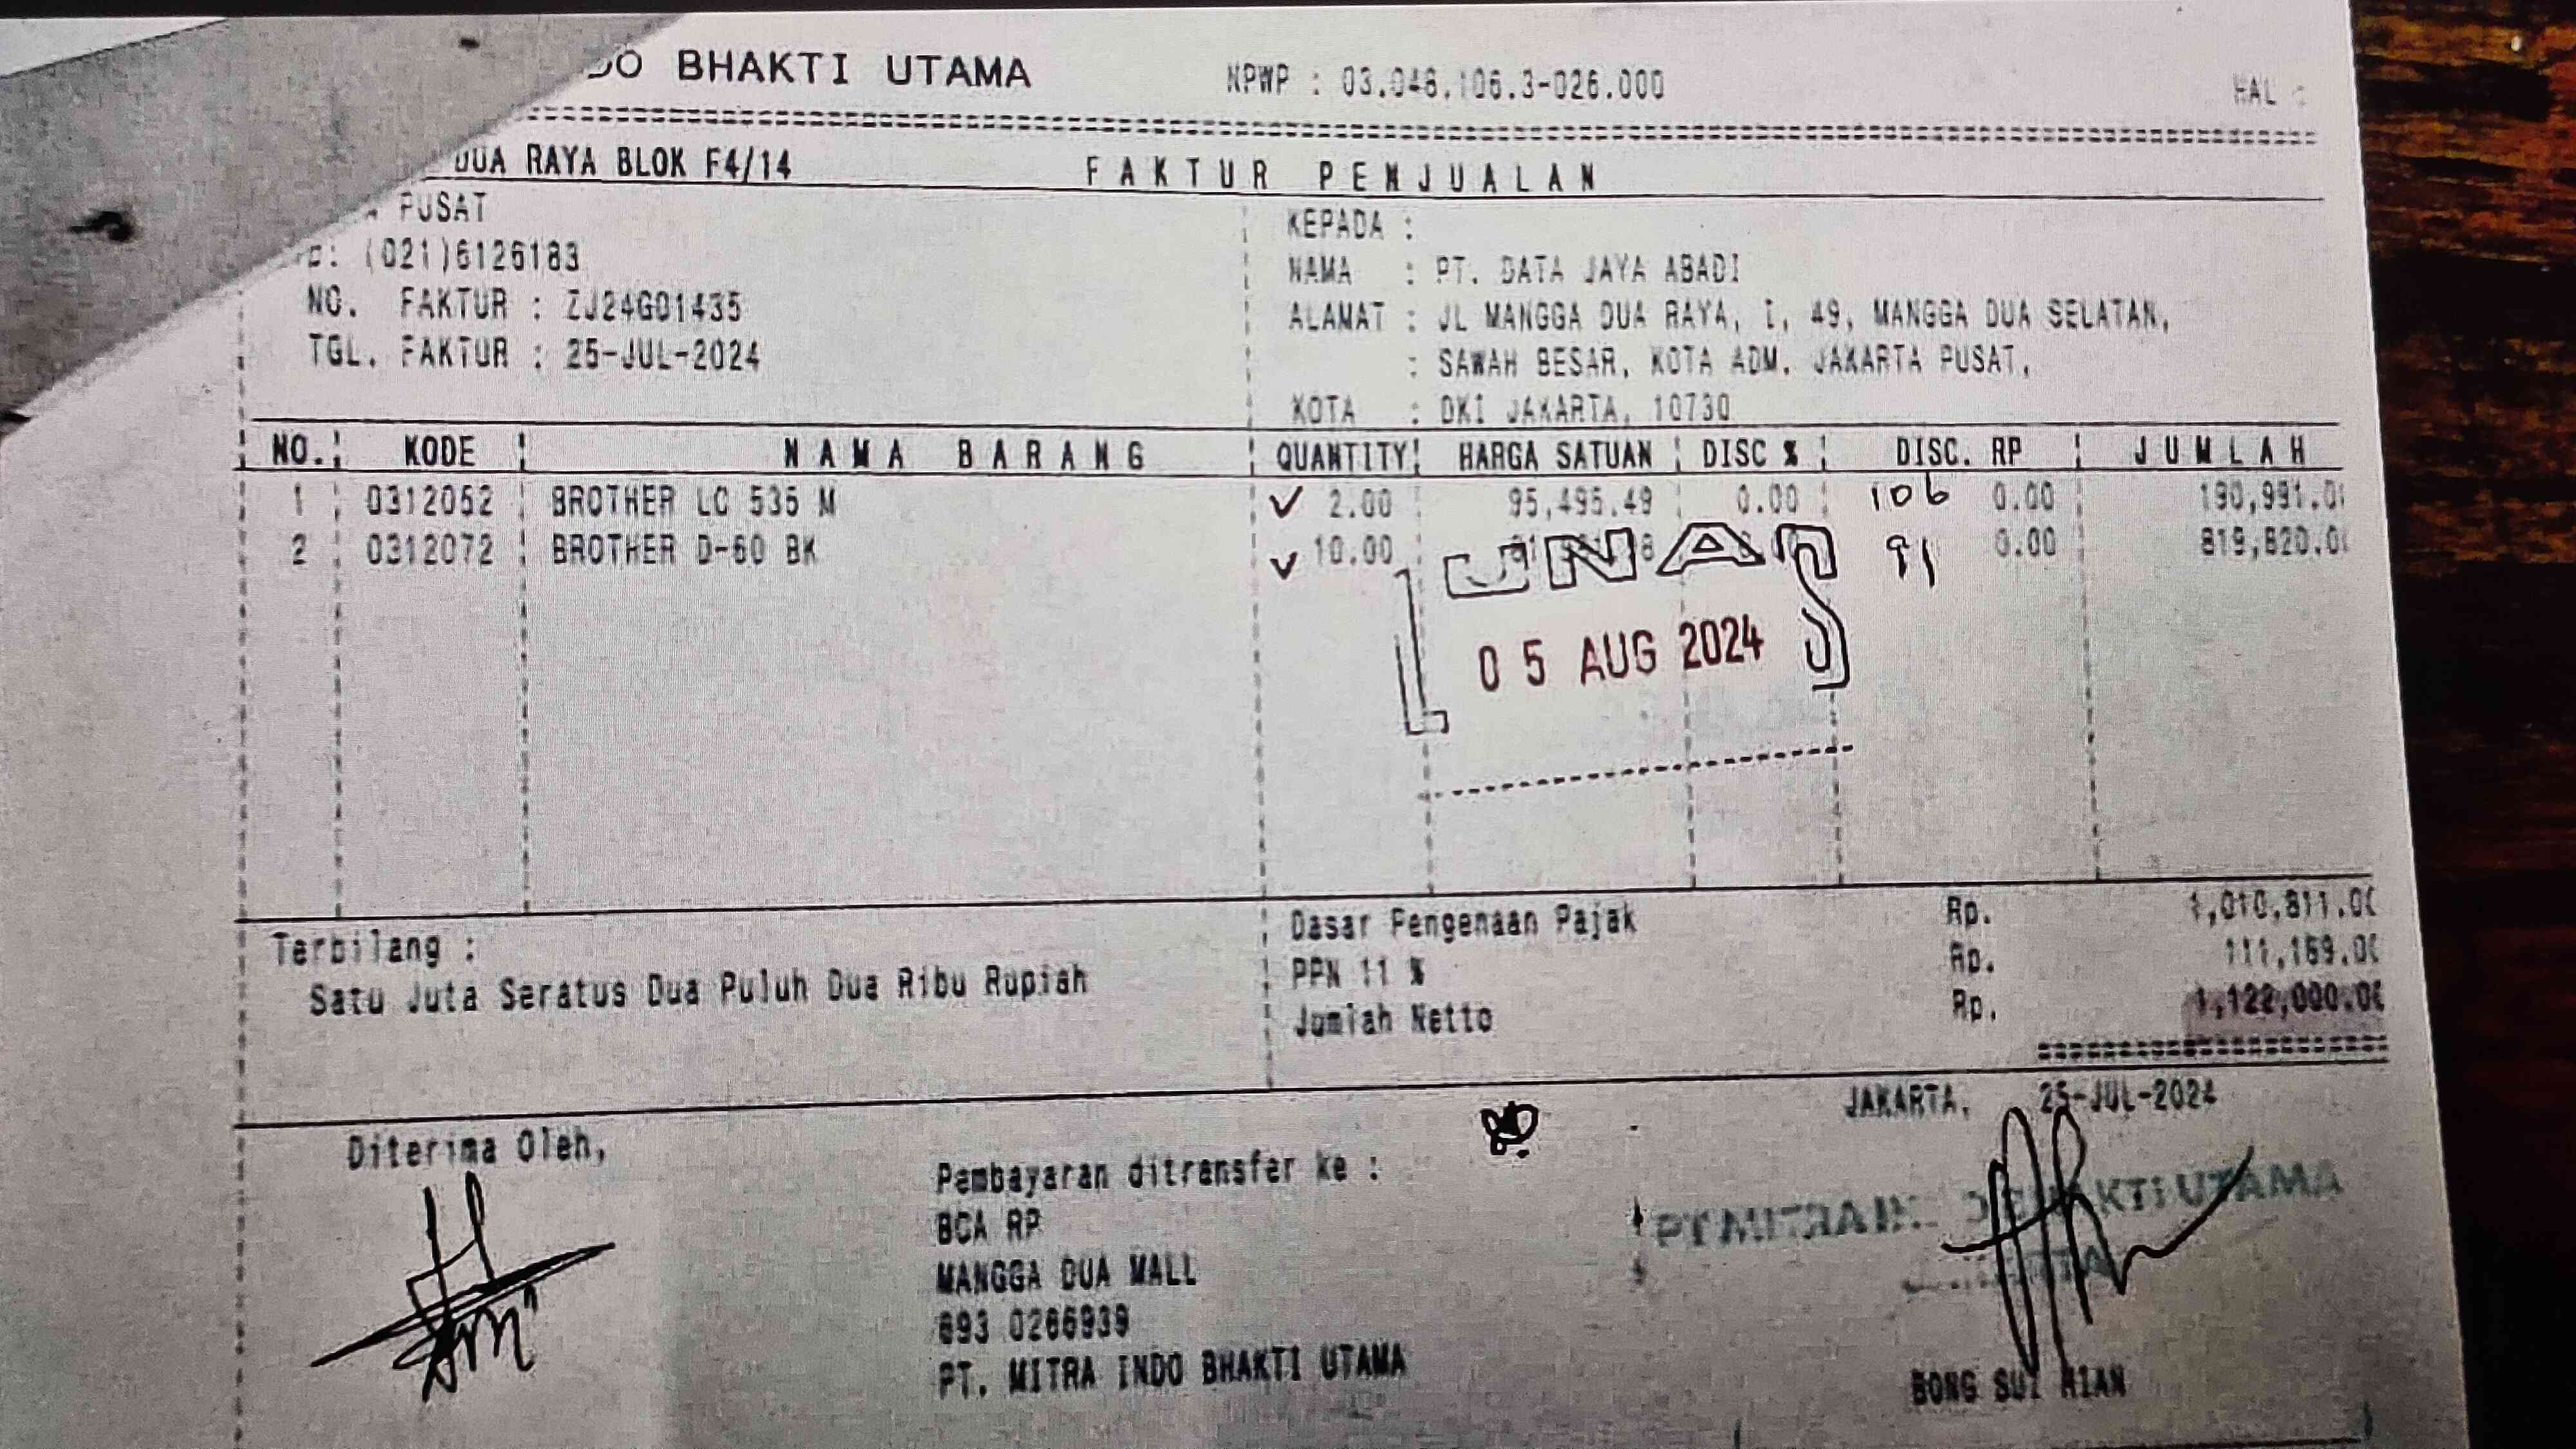 DO BHAKTI UTAMA NPWP : 03.048.106.3-026.000 HAL :
DUA RAYA BLOK F4/14 FAKTUR PENJUALAN
PUSAT
: (021)6126183
NO. FAKTUR : ZJ24G01435
TGL. FAKTUR : 25-JUL-2024
KEPADA :
NAMA : PT. DATA JAYA ABADI
ALAMAT : JL MANGGA DUA RAYA, I, 49, MANGGA DUA SELATAN,
: SAWAH BESAR, KOTA ADM. JAKARTA PUSAT,
KOTA : DKI JAKARTA, 10730
NO. KODE NAMA BARANG QUANTITY HARGA SATUAN DISC % DISC. RP JUMLAH
1 0312052 BROTHER LC 535 M ✓ 2.00 95,495.49 0.00 106 0.00 190,991.0
2 0312072 BROTHER D-60 BK ✓ 10.00 91 0.00 819,820.0
LUNAS
05 AUG 2024
Dasar Pengenaan Pajak Rp. 1,010,811.0
PPN 11 % Rp. 111,189.0
Jumlah Netto Rp. 1,122,000.0
Terbilang :
Satu Juta Seratus Dua Puluh Dua Ribu Rupiah
JAKARTA, 25-JUL-2024
Diterima Oleh,
Pembayaran ditransfer ke :
BCA RP
MANGGA DUA MALL
693 0266939
PT. MITRA INDO BHAKTI UTAMA
BHAKTI UTAMA
BONG SUI HIAN